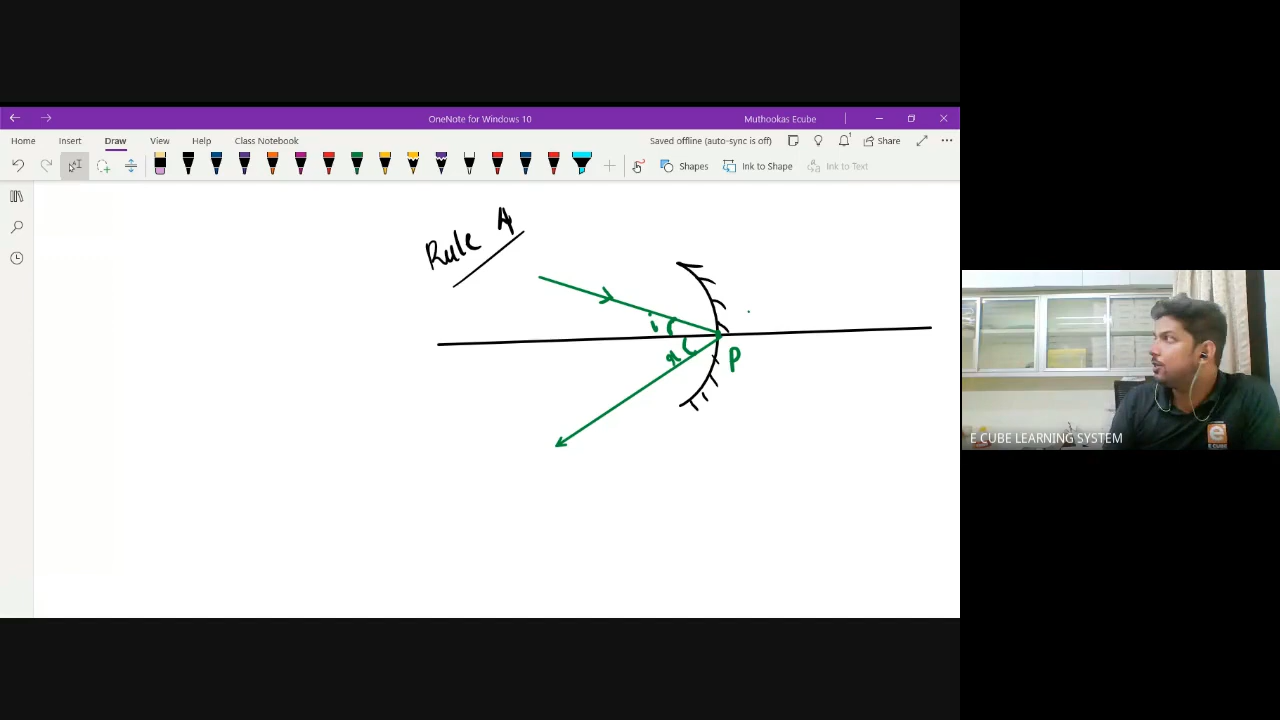 OneNote for Windows 10
Muthookas Ecube
Home Insert Draw View Help Class Notebook
Saved offline (auto-sync is off)
Share
Shapes
Ink to Shape
Ink to Text
Rule 4
i
r
P
E CUBE LEARNING SYSTEM
E CUBE